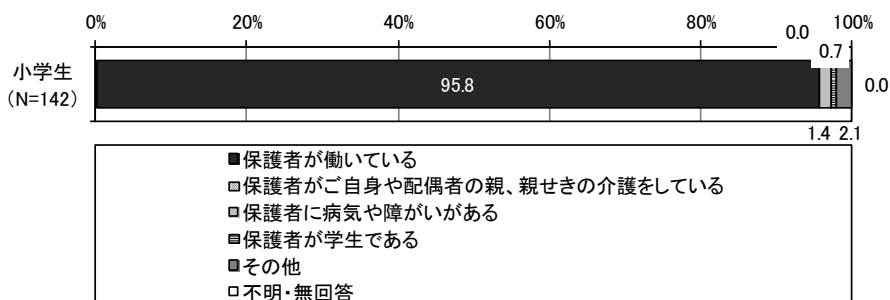 0% 20% 40% 60% 80% 100%
0.0
0.7
小学生
(N=142)
95.8
0.0
1.4 2.1
■保護者が働いている
保護者がご自身や配偶者の親、親せきの介護をしている
保護者に病気や障がいがある
保護者が学生である
その他
□不明・無回答